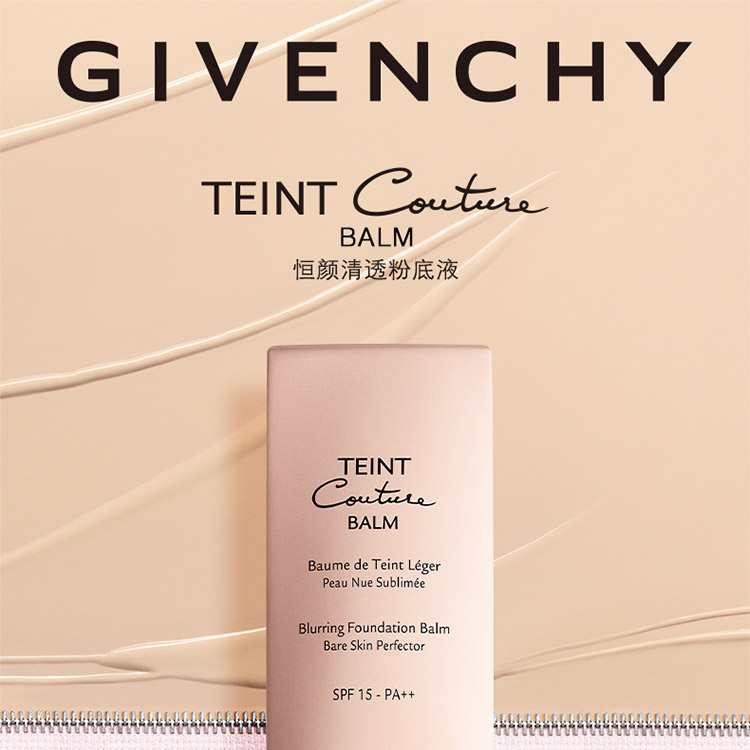 GIVENCHY
TEINT Couture
BALM
恒颜清透粉底液
TEINT
Couture
BALM
Baume de Teint Léger
Peau Nue Sublimée
Blurring Foundation Balm
Bare Skin Perfector
SPF 15 - PA++